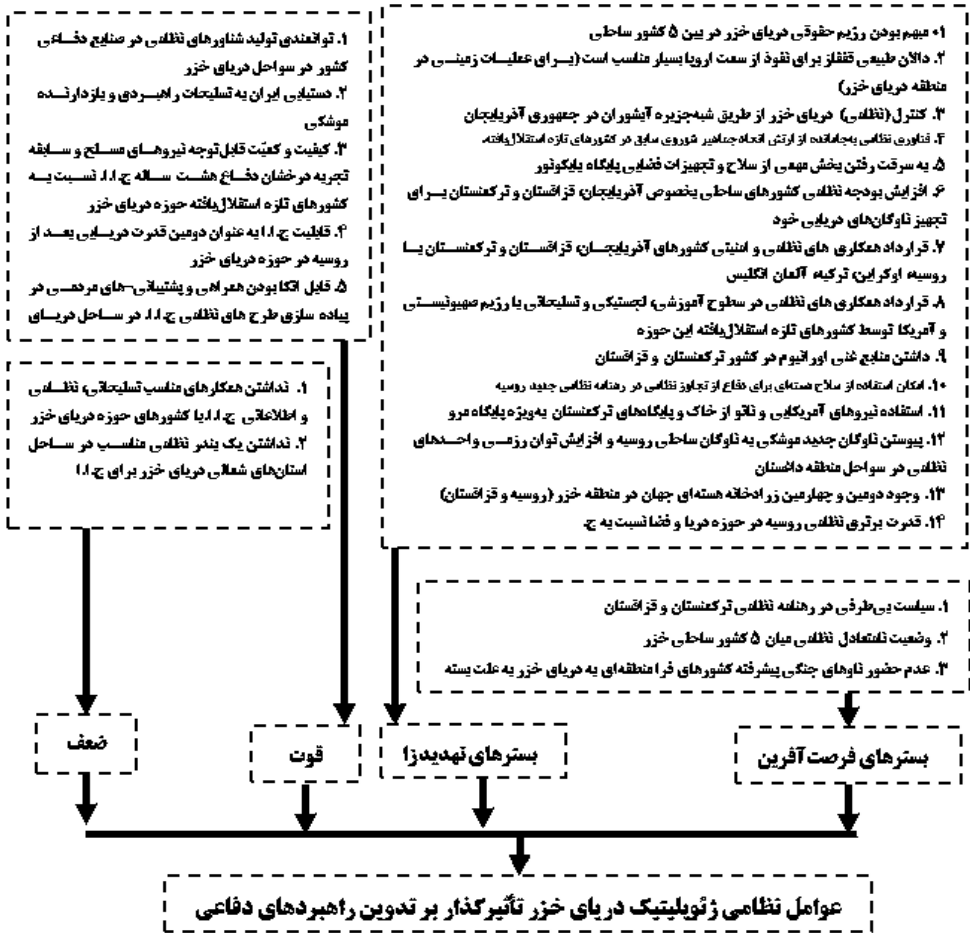 ۱. مبهم بودن رژیم حقوقی دریای خزر در بین ۵ کشور ساحلی
۲. دالان طبیعی قفقاز برای نفوذ از سمت اروپا بسیار مناسب است (برای عملیات زمینی در
منطقه دریای خزر)
۳. کنترل (نظامی) دریای خزر از طریق شبه‌جزیره آبشوران در جمهوری آذربایجان
۴. فناوری نظامی به‌جامانده از ارتش اتحاد جماهیر شوروی سابق در کشورهای تازه استقلال‌یافته.
۵. به سرقت رفتن بخش مهمی از سلاح و تجهیزات فضایی پایگاه بایکونور
۶. افزایش بودجه نظامی کشورهای ساحلی بخصوص آذربایجان، قزاقستان و ترکمنستان برای
تجهیز ناوگان‌های دریایی خود
۷. قرارداد همکاری های نظامی و امنیتی کشورهای آذربایجان، قزاقستان و ترکمنستان با
روسیه، اوکراین، ترکیه، آلمان انگلیس
۸. قرارداد همکاری های نظامی در سطوح آموزشی، لجستیکی و تسلیحاتی با رژیم صهیونیستی
و آمریکا توسط کشورهای تازه استقلال‌یافته این حوزه
۹. داشتن منابع غنی اورانیوم در کشور ترکمنستان و قزاقستان
۱۰. امکان استفاده از سلاح هسته‌ای برای دفاع از تجاوز نظامی در رهنامه نظامی جدید روسیه
۱۱. استفاده نیروهای آمریکایی و ناتو از خاک و پایگاه‌های ترکمنستان به‌ویژه پایگاه مرو
۱۲. پیوستن ناوگان جدید موشکی به ناوگان ساحلی روسیه و افزایش توان رزمی واحدهای
نظامی در سواحل منطقه داغستان
۱۳. وجود دومین و چهارمین زرادخانه هسته‌ای جهان در منطقه خزر (روسیه و قزاقستان)
۱۴. قدرت برتری نظامی روسیه در حوزه دریا و فضا نسبت به ج.
۱. توانمندی تولید شناورهای نظامی در صنایع دفاعی
کشور در سواحل دریای خزر
۲. دستیابی ایران به تسلیحات راهبردی و بازدارنده
موشکی
۳. کیفیت و کمیّت قابل‌توجه نیروهای مسلح و سابقه
تجربه درخشان دفاع هشت ساله ج.ا.ا. نسبت به
کشورهای تازه استقلال‌یافته حوزه دریای خزر
۴. قابلیت ج.ا.ا به عنوان دومین قدرت دریایی بعد از
روسیه در حوزه دریای خزر
۵. قابل اتکا بودن همراهی و پشتیبانی-های مردمی در
پیاده سازی طرح های نظامی ج.ا.ا. در ساحل دریای
۱. نداشتن همکارهای مناسب تسلیحاتی، نظامی
و اطلاعاتی ج.ا.ا.با کشورهای حوزه دریای خزر
۲. نداشتن یک بندر نظامی مناسب در ساحل
استان‌های شمالی دریای خزر برای ج.ا.ا
۱. سیاست بی‌طرفی در رهنامه نظامی ترکمنستان و قزاقستان
۲. وضعیت نامتعادل نظامی میان ۵ کشور ساحلی خزر
۳. عدم حضور ناوهای جنگی پیشرفته کشورهای فرا منطقه‌ای به دریای خزر به علت بسته
بسترهای فرصت‌آفرین
بسترهای تهدیدزا
قوت
ضعف
عوامل نظامی ژئوپلیتیک دریای خزر تأثیرگذار بر تدوین راهبردهای دفاعی